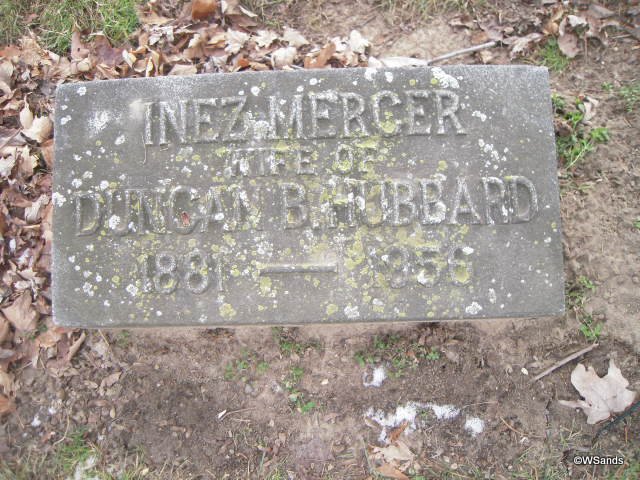 INEZ MERCER
WIFE OF
DUNCAN B. HUBBARD
1881 — 1956
©WSands